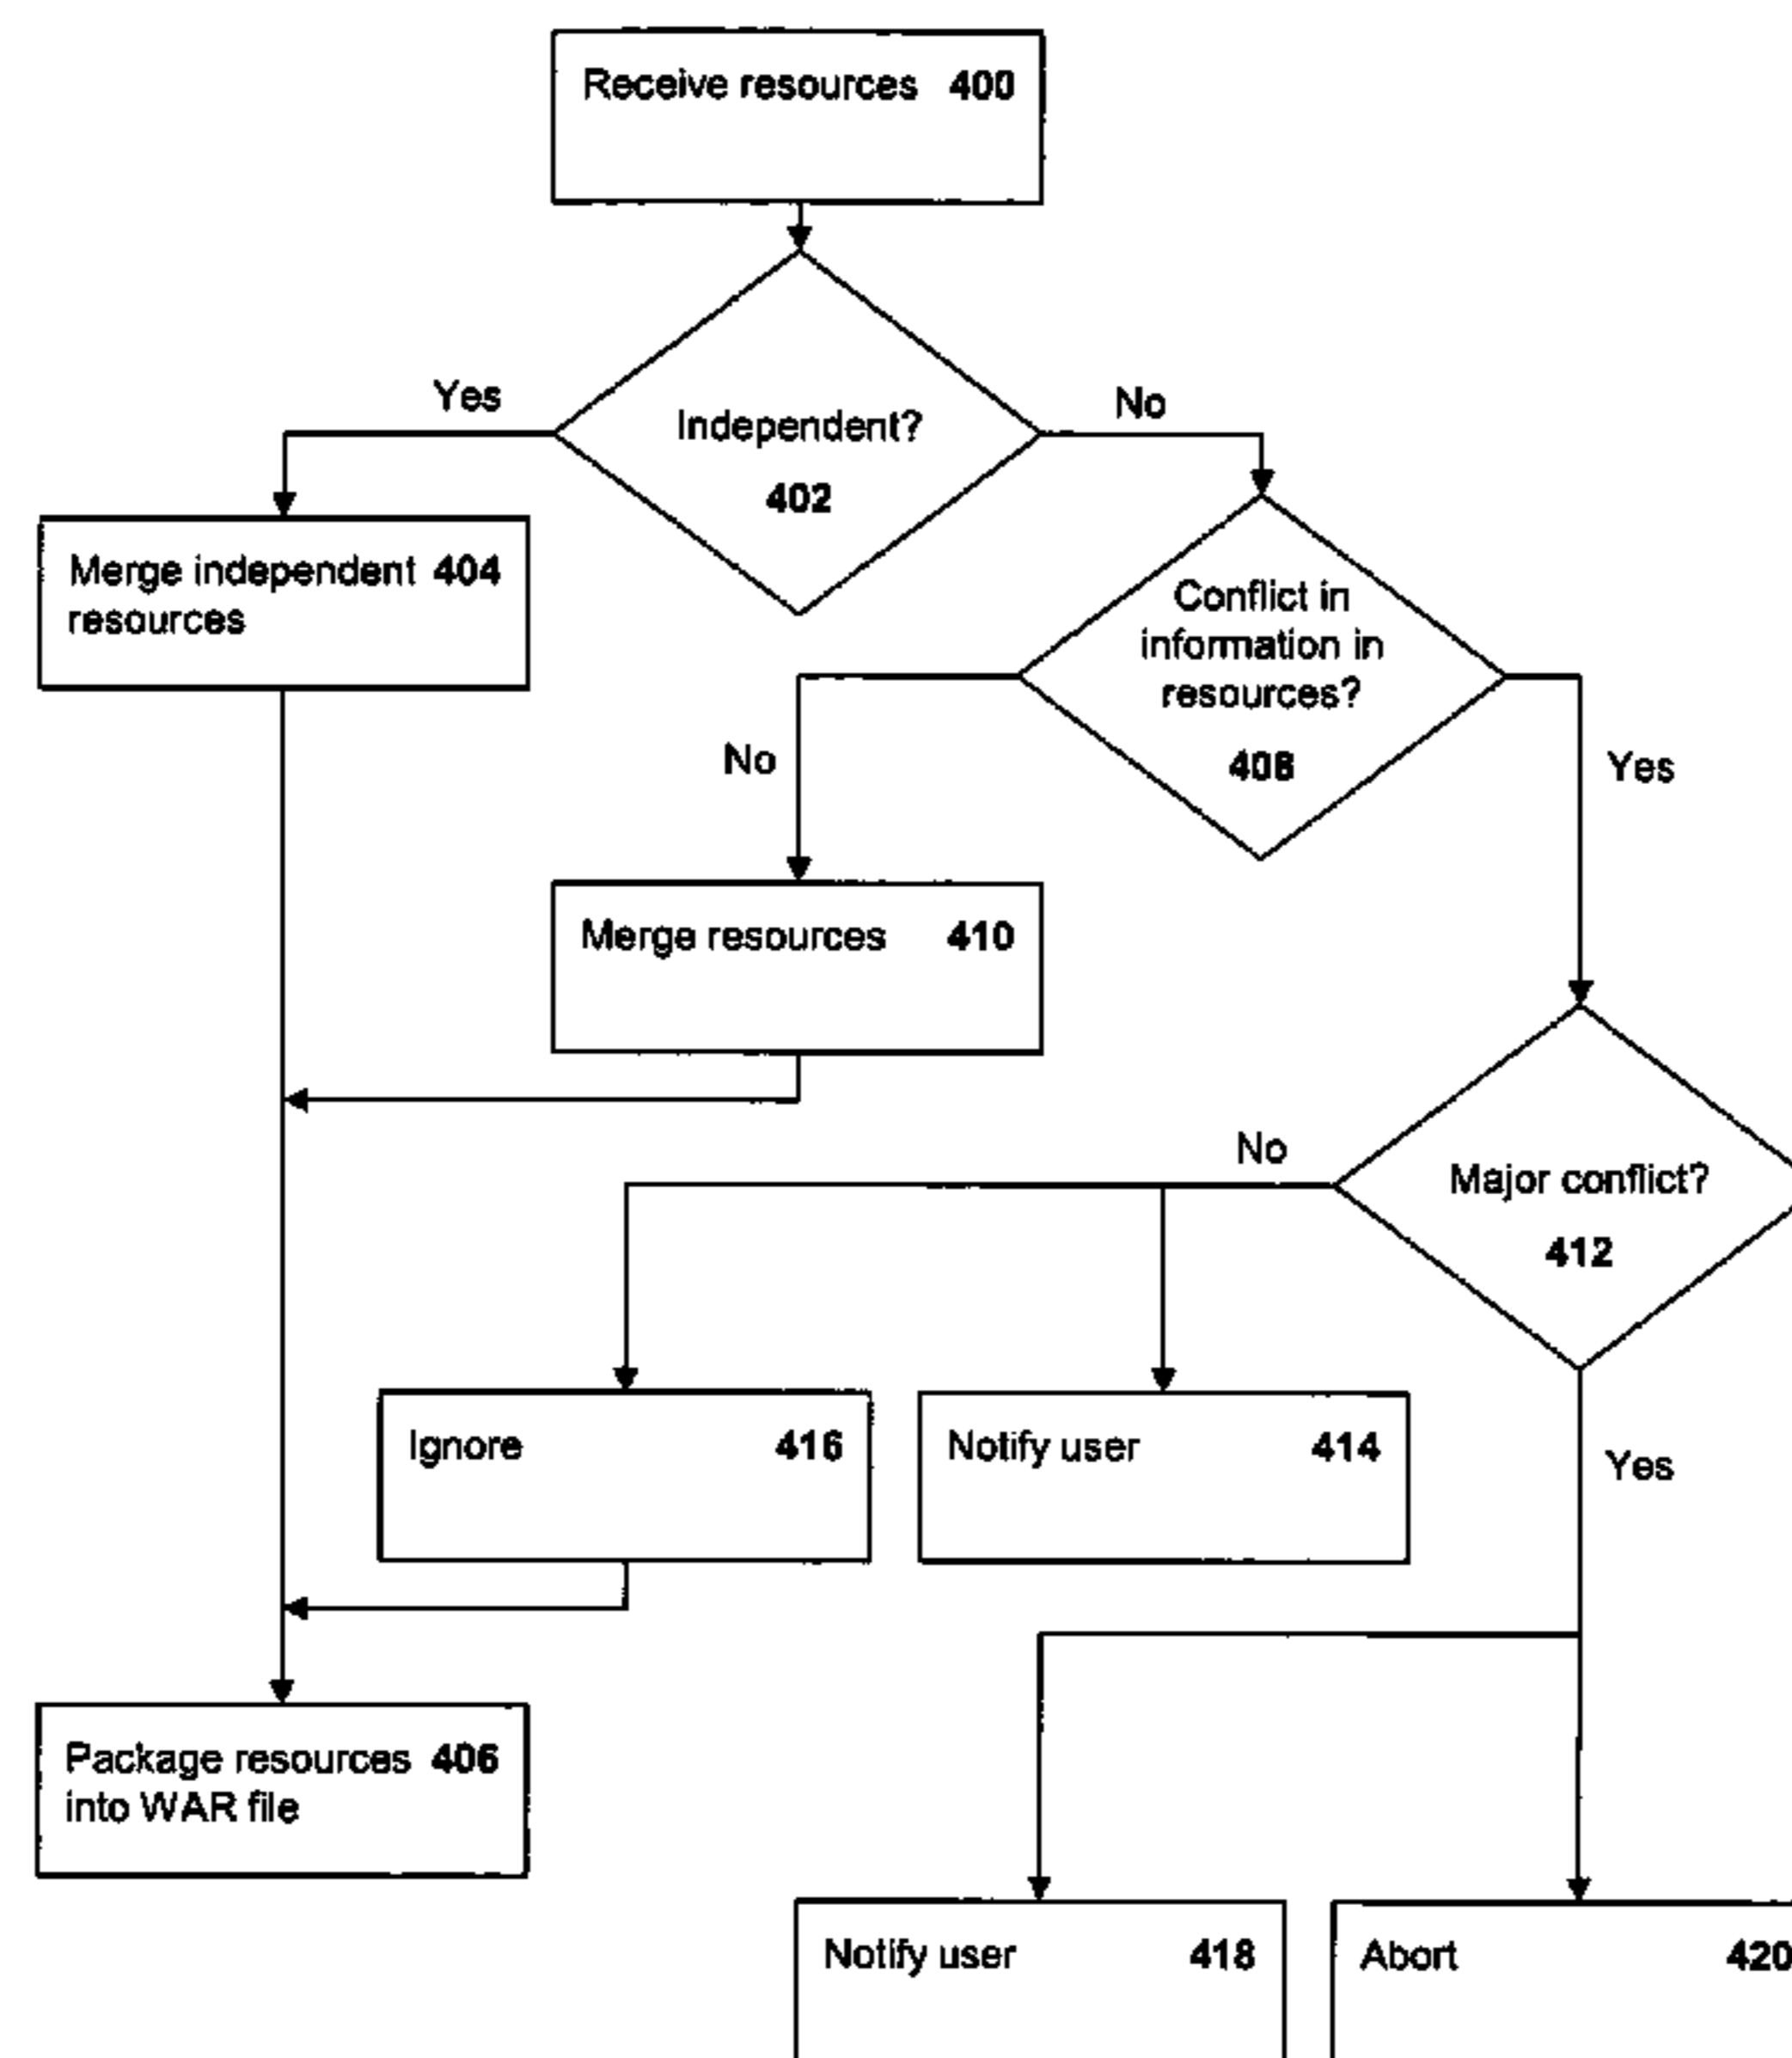 Receive resources 400
Yes
No
Independent?
402
Merge independent 404
resources
Conflict in
information in
resources?
408
No
Yes
Merge resources 410
No
Major conflict?
412
Ignore 416
Notify user 414
Yes
Package resources 406
into WAR file
Notify user 418
Abort 420